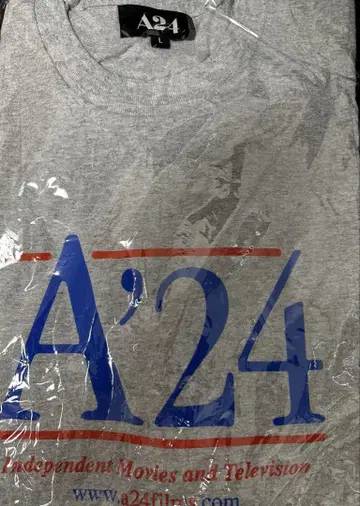 A24
L
A'24
Independent Movies and Television
www.a24films.com